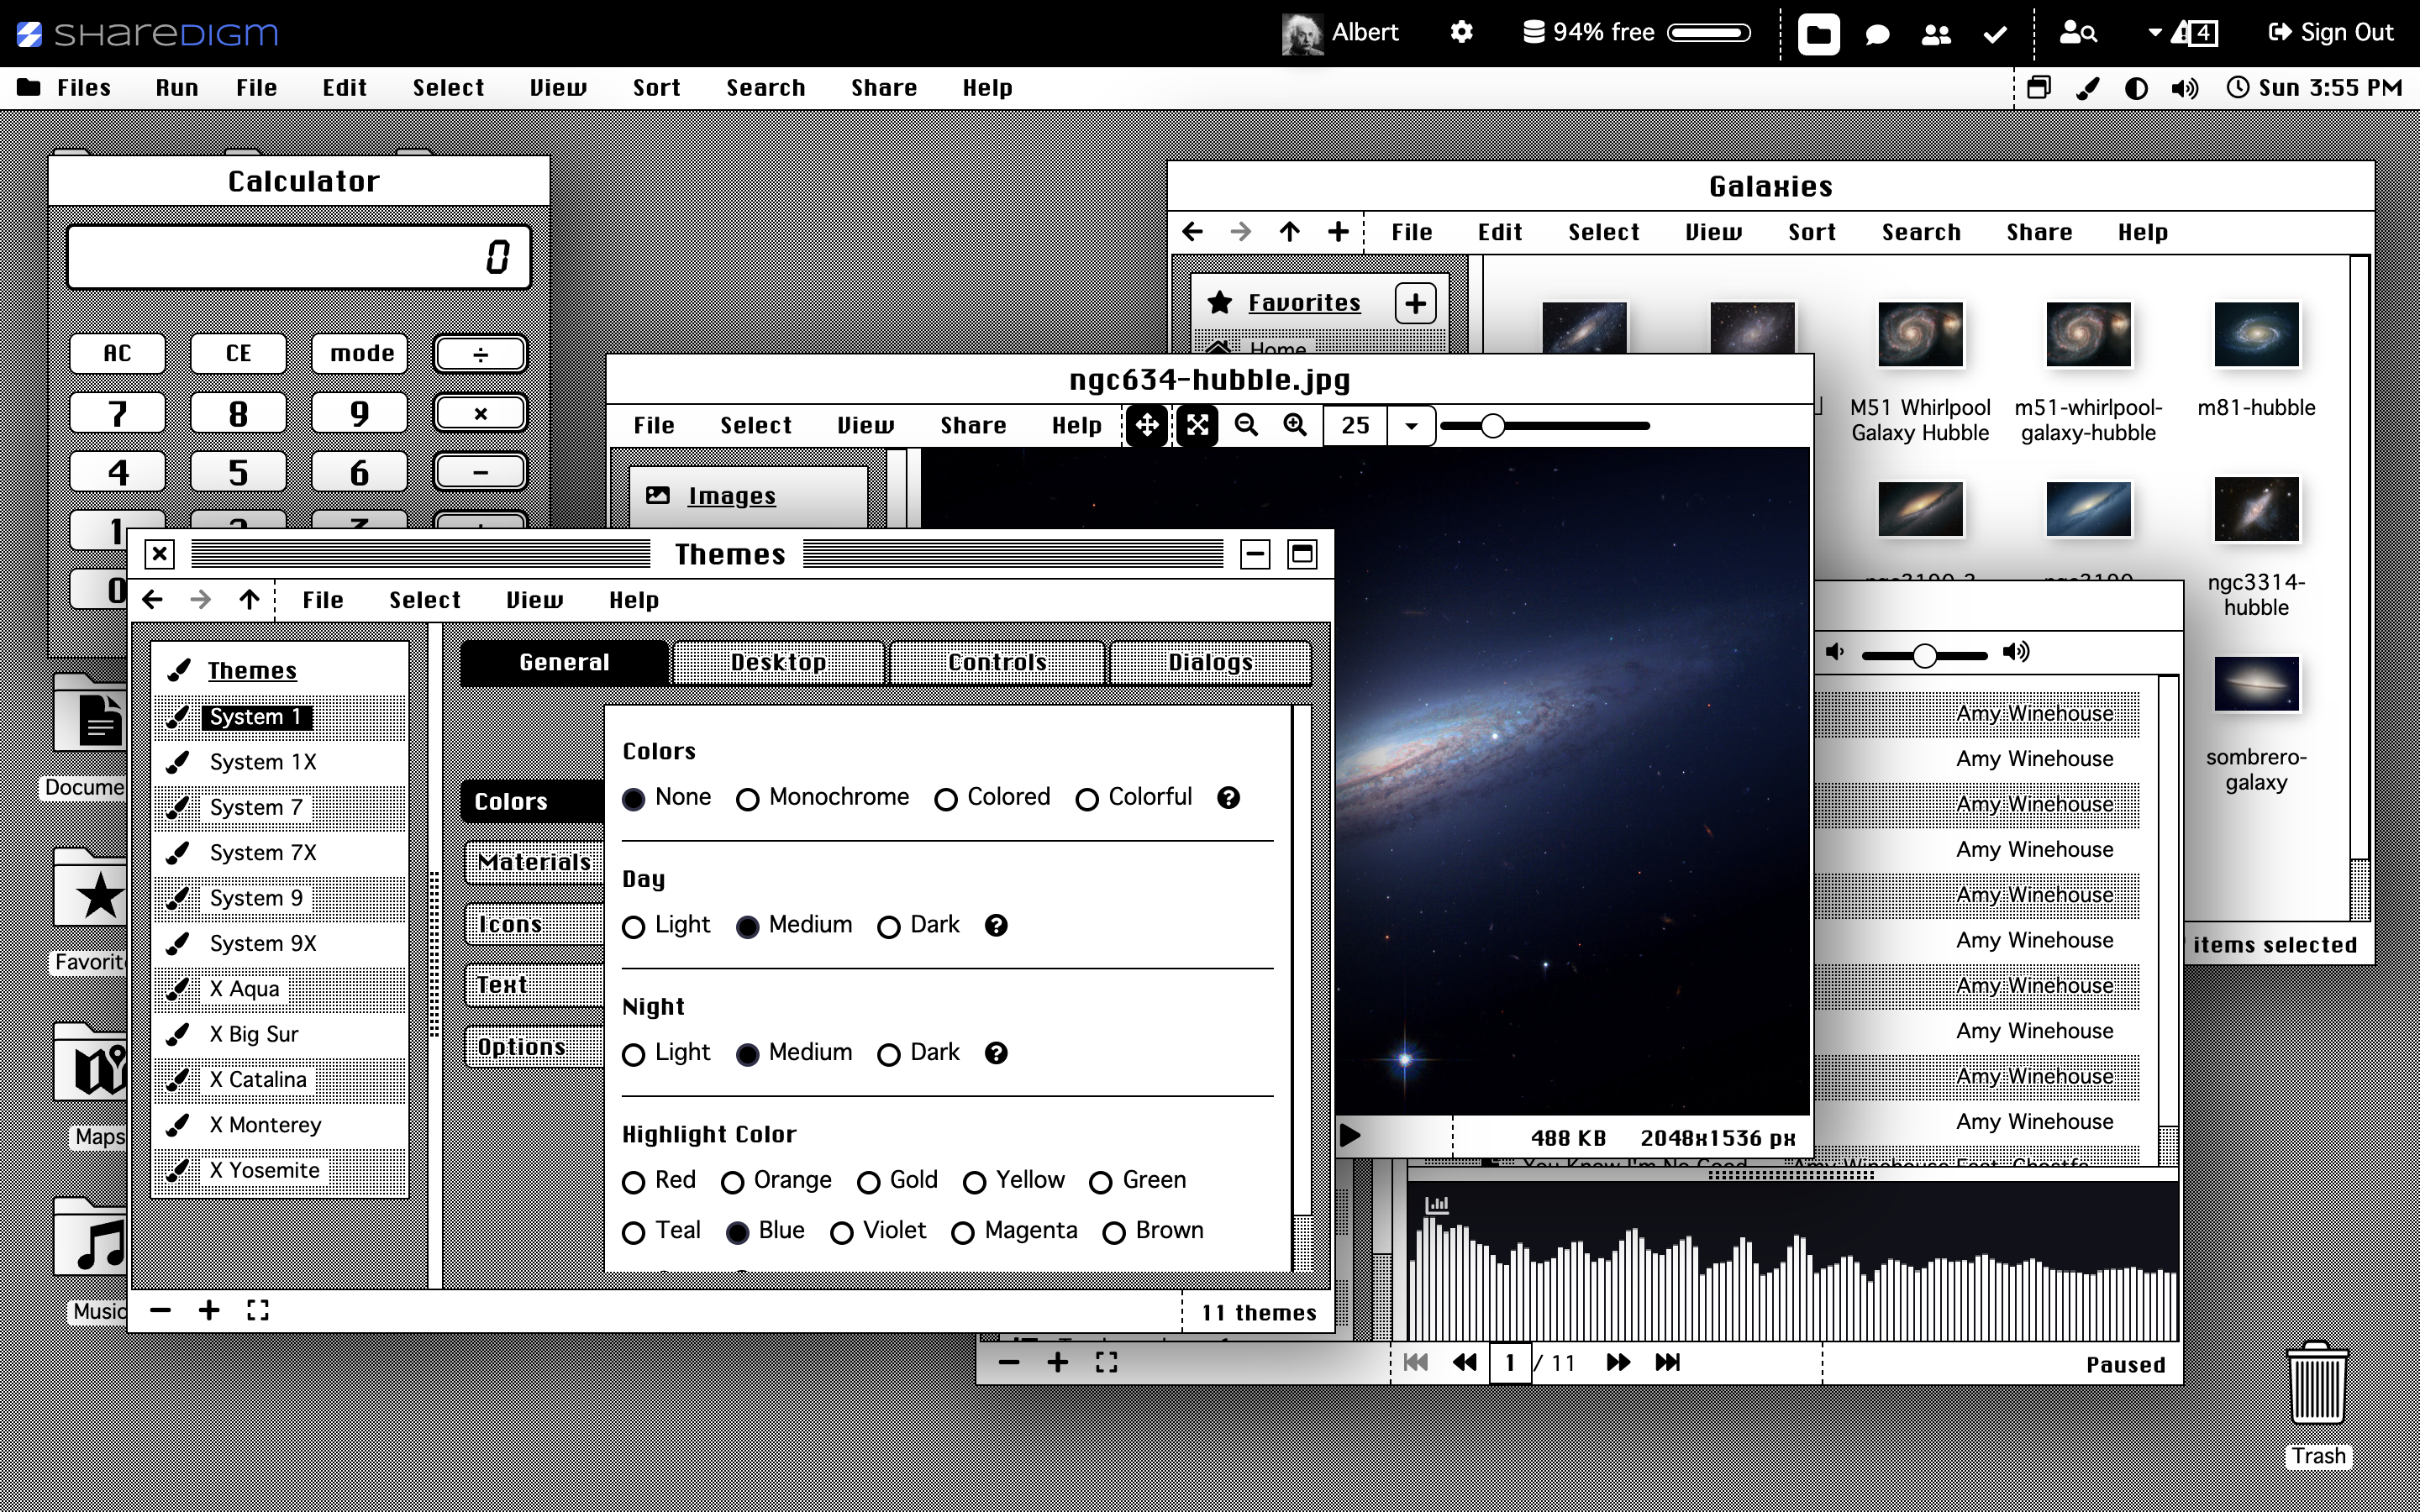 SHAREDIGM
Albert
94% free
4
Sign Out
Files Run File Edit Select View Sort Search Share Help
Sun 3:55 PM
Calculator
0
AC CE mode ÷
7 8 9 ×
4 5 6 −
1
0
Galaxies
File Edit Select View Sort Search Share Help
Favorites
Home
M51 Whirlpool
Galaxy Hubble
m51-whirlpool-
galaxy-hubble
m81-hubble
ngc3314-
hubble
sombrero-
galaxy
items selected
ngc634-hubble.jpg
File Select View Share Help
25
Images
488 KB 2048x1536 px
Themes
File Select View Help
Themes
System 1
System 1X
System 7
System 7X
System 9
System 9X
X Aqua
X Big Sur
X Catalina
X Monterey
X Yosemite
General Desktop Controls Dialogs
Colors
Materials
Icons
Text
Options
Colors
None Monochrome Colored Colorful
Day
Light Medium Dark
Night
Light Medium Dark
Highlight Color
Red Orange Gold Yellow Green
Teal Blue Violet Magenta Brown
11 themes
Amy Winehouse
Amy Winehouse
Amy Winehouse
Amy Winehouse
Amy Winehouse
Amy Winehouse
Amy Winehouse
Amy Winehouse
Amy Winehouse
Amy Winehouse
You Know I'm No Good
1 / 11
Paused
Docume
Favorit
Maps
Music
Trash